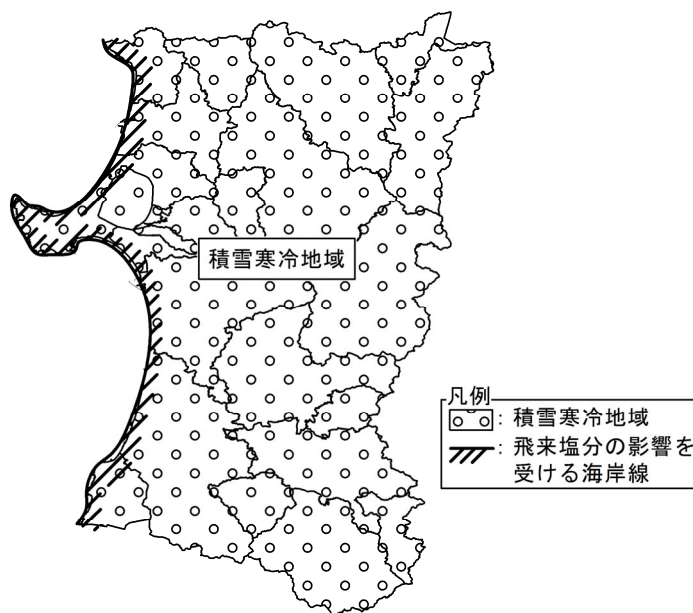 積雪寒冷地域
凡例
: 積雪寒冷地域
: 飛来塩分の影響を
受ける海岸線